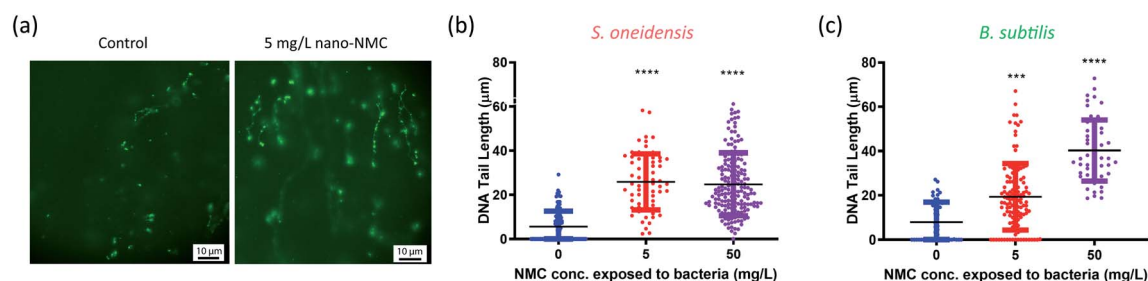 (a)
Control
5 mg/L nano-NMC
10 μm
10 μm
(b)
S. oneidensis
DNA Tail Length (μm)
80
60
40
20
0
****
****
0
5
50
NMC conc. exposed to bacteria (mg/L)
(c)
B. subtilis
DNA Tail Length (μm)
80
60
40
20
0
***
****
0
5
50
NMC conc. exposed to bacteria (mg/L)